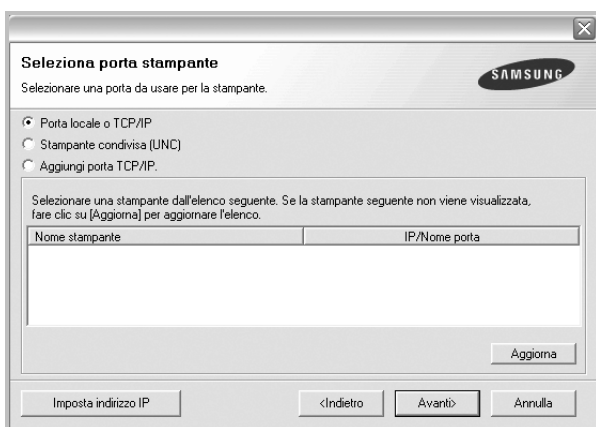 Seleziona porta stampante
Selezionare una porta da usare per la stampante.
SAMSUNG
Porta locale o TCP/IP
Stampante condivisa (UNC)
Aggiungi porta TCP/IP.
Selezionare una stampante dall'elenco seguente. Se la stampante seguente non viene visualizzata,
fare clic su [Aggiorna] per aggiornare l'elenco.
Nome stampante IP/Nome porta
Aggiorna
Imposta indirizzo IP <Indietro Avanti> Annulla